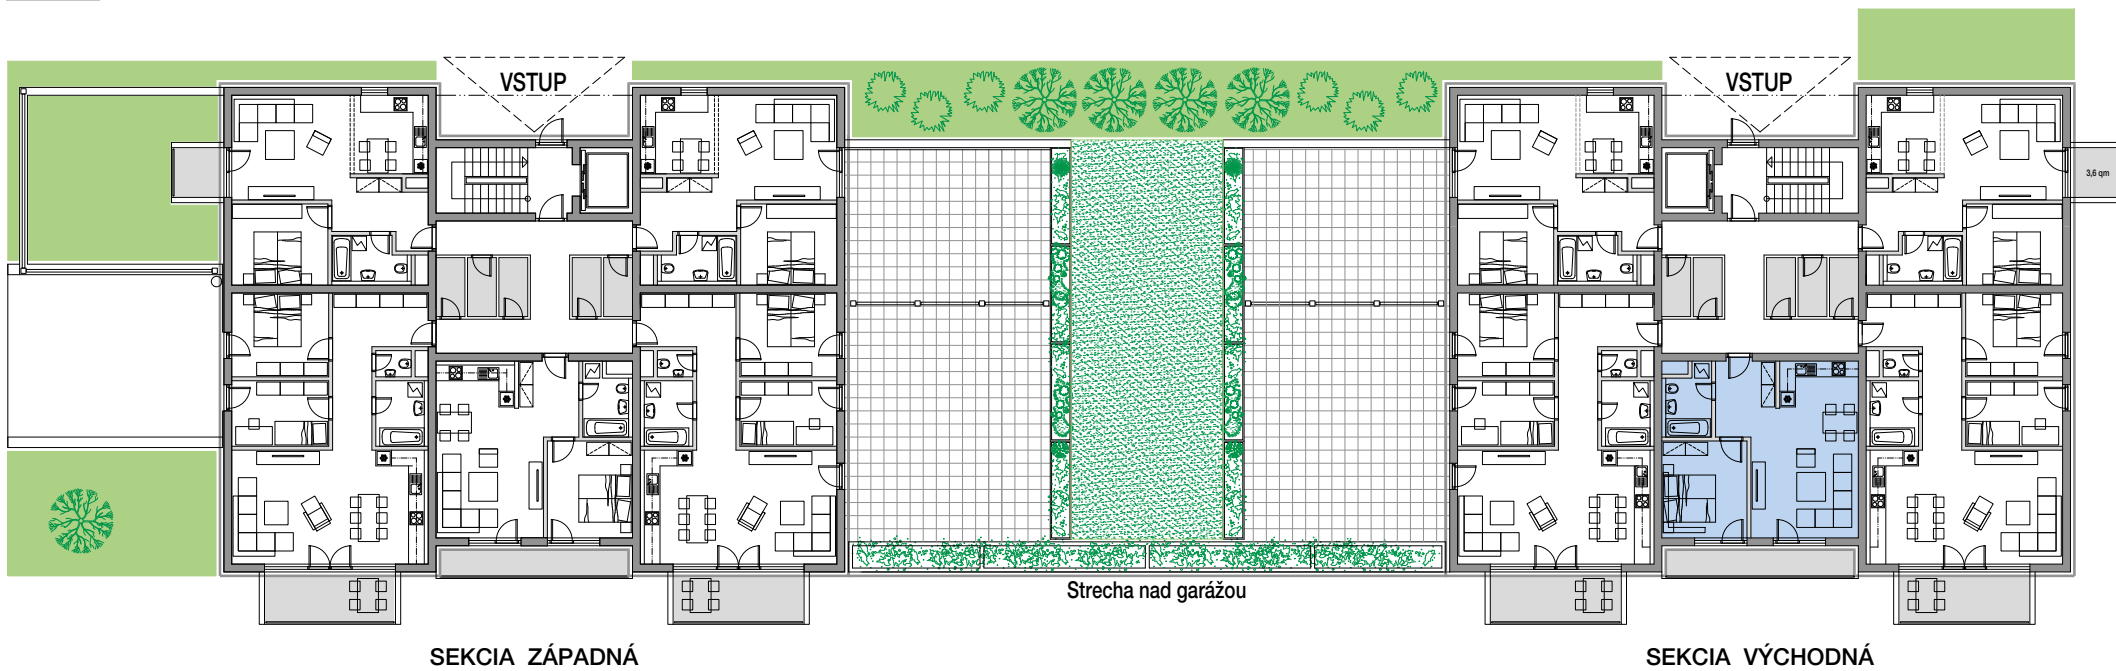 VSTUP
VSTUP
3,6 qm
Strecha nad garážou
SEKCIA ZÁPADNÁ
SEKCIA VÝCHODNÁ